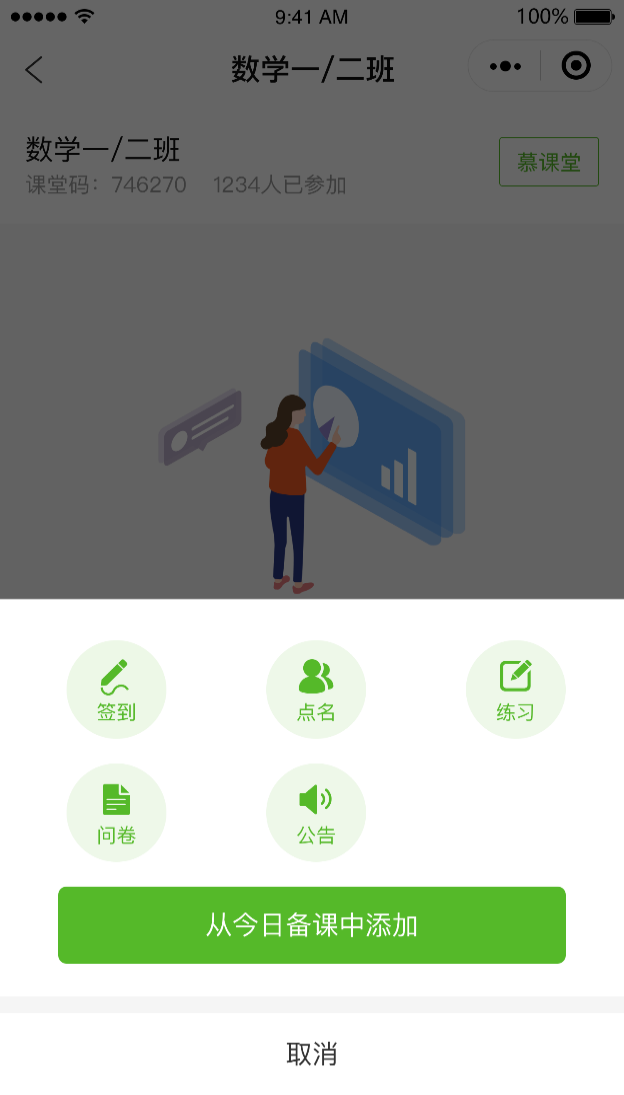 9:41 AM 100%
数学一/二班
数学一/二班
课堂码：746270 1234人已参加
慕课堂
签到 点名 练习
问卷 公告
从今日备课中添加
取消